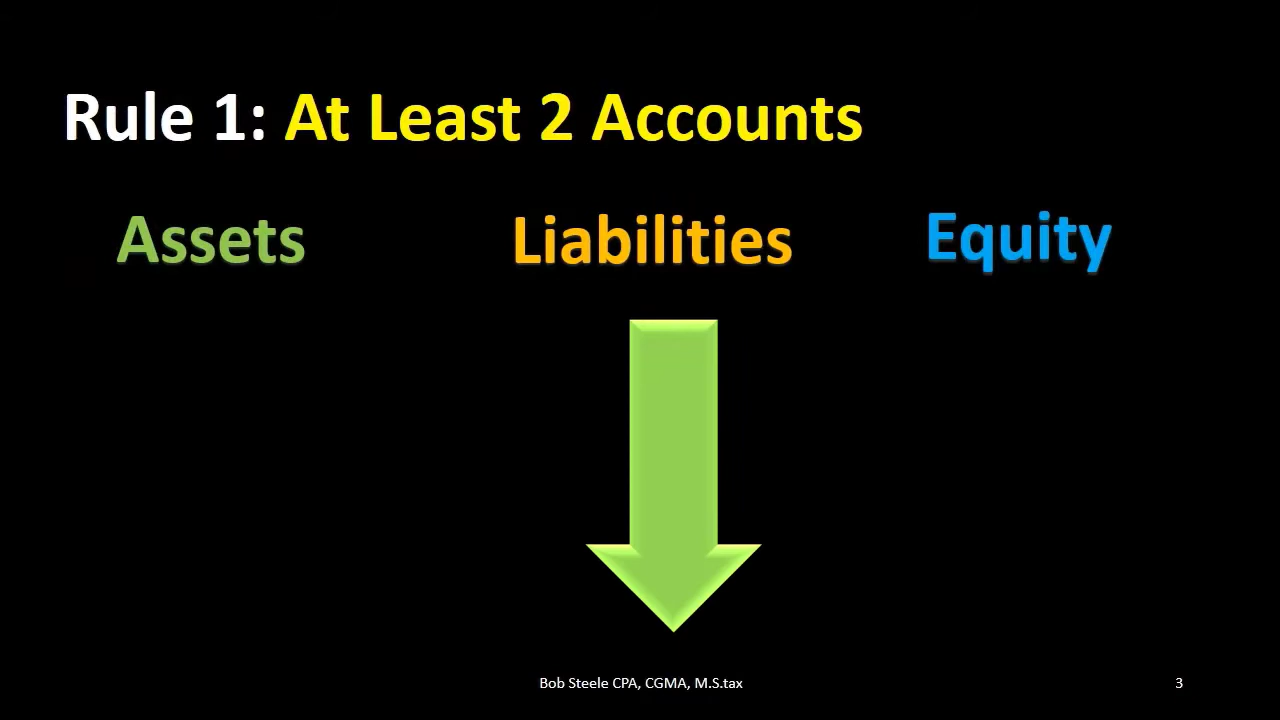 Rule 1: At Least 2 Accounts
Assets Liabilities Equity
Bob Steele CPA, CGMA, M.S.tax 3